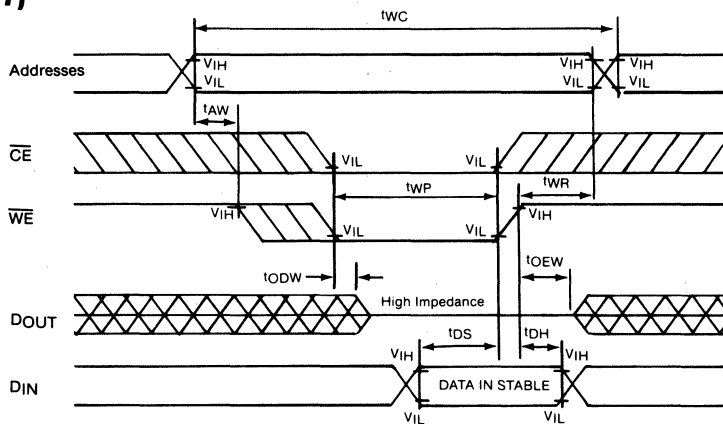 tWC
Addresses
VIH VIH VIH
VIL VIL VIL
tAW
CE
VIL VIL
tWP
tWR
WE
VIH VIH
VIL VIL
tODW tOEW
DOUT
High Impedance
tDS tDH
VIH VIH
DIN
DATA IN STABLE
VIL VIL